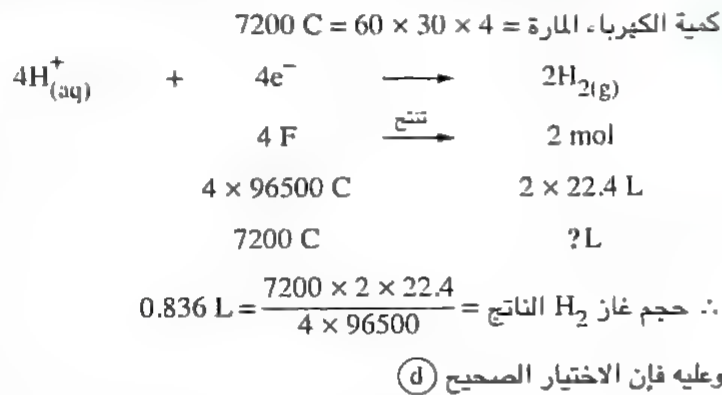 كمية الكهرباء المارة = 4 × 30 × 60 = 7200 C
4H⁺(aq) + 4e⁻ ⟶ 2H₂(g)
4 F ⟶ تنتج 2 mol
4 × 96500 C 2 × 22.4 L
7200 C ? L
∴ حجم غاز H₂ الناتج = (7200 × 2 × 22.4) / (4 × 96500) = 0.836 L
وعليه فإن الاختيار الصحيح ⓓ